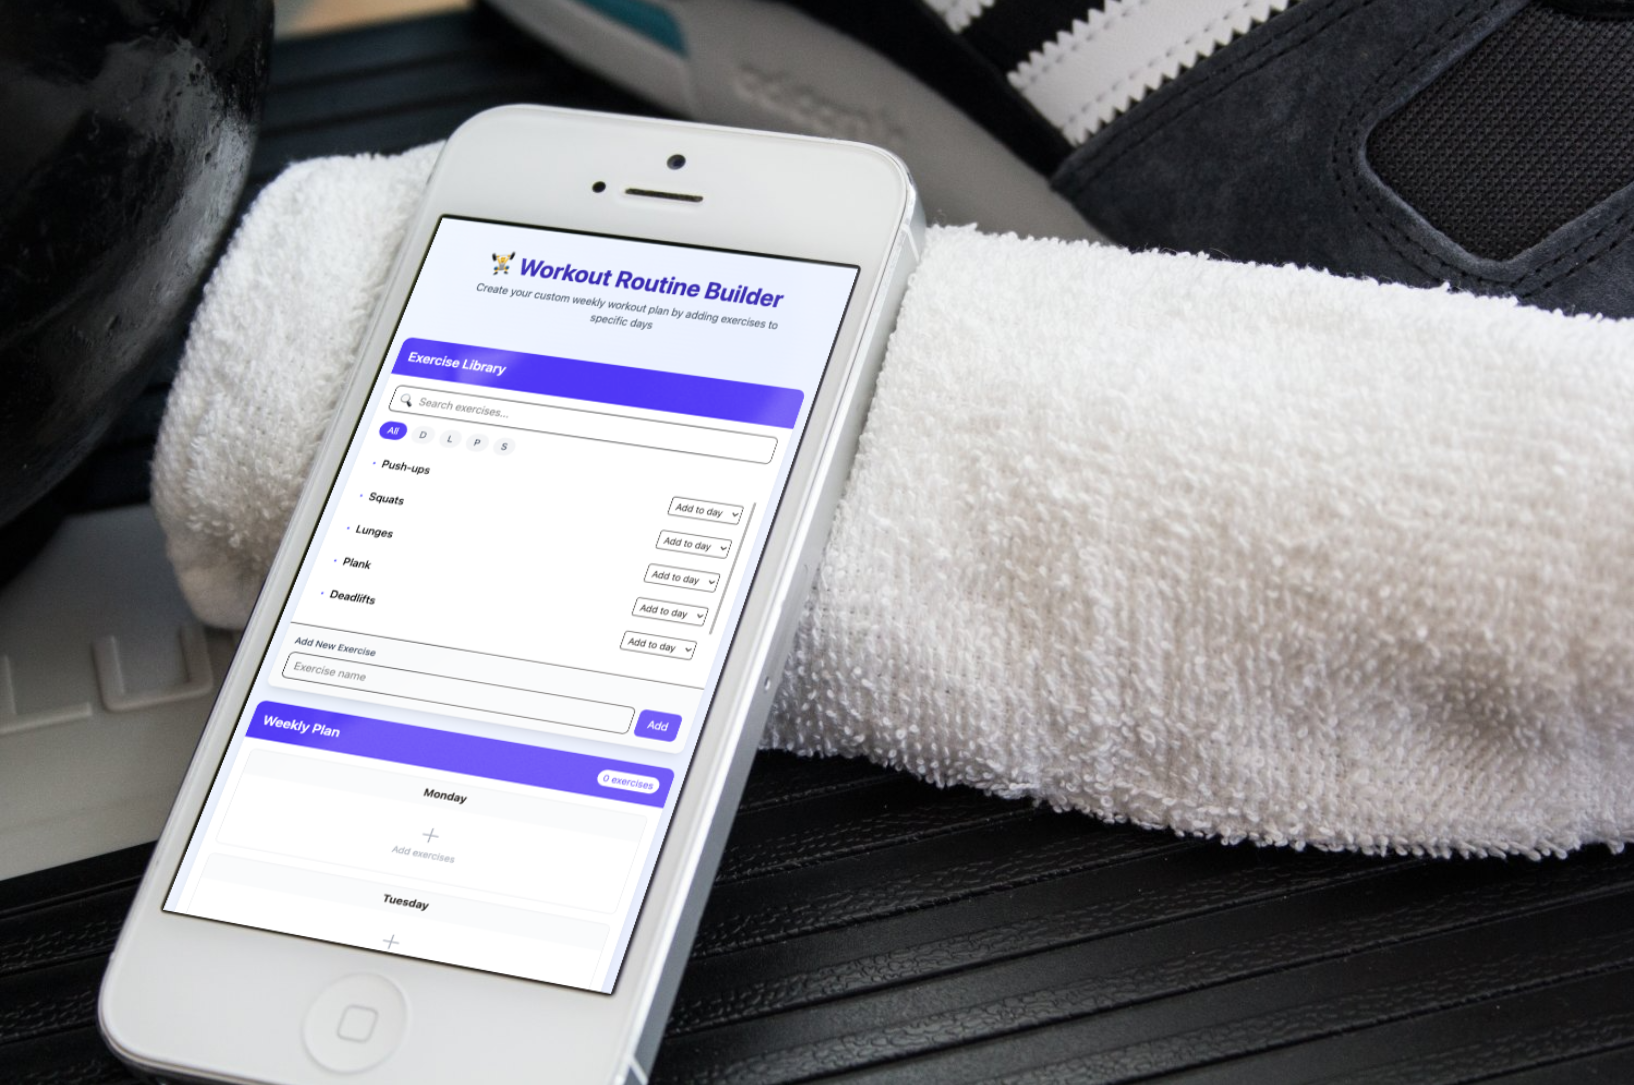 Workout Routine Builder
Create your custom weekly workout plan by adding exercises to
specific days
Exercise Library
Search exercises...
All D L P S
Push-ups
Add to day
Squats
Add to day
Lunges
Add to day
Plank
Add to day
Deadlifts
Add to day
Add New Exercise
Exercise name
Add
Weekly Plan
0 exercises
Monday
Add exercises
Tuesday